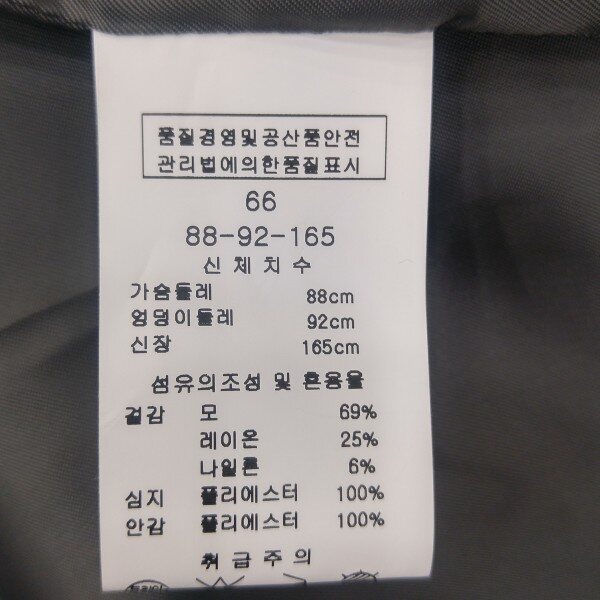 품질경영및공산품안전
관리법에의한품질표시
66
88-92-165
신체치수
가슴둘레 88cm
엉덩이둘레 92cm
신장 165cm
섬유의조성 및 혼용율
겉감 모 69%
레이온 25%
나일론 6%
심지 폴리에스터 100%
안감 폴리에스터 100%
취급주의